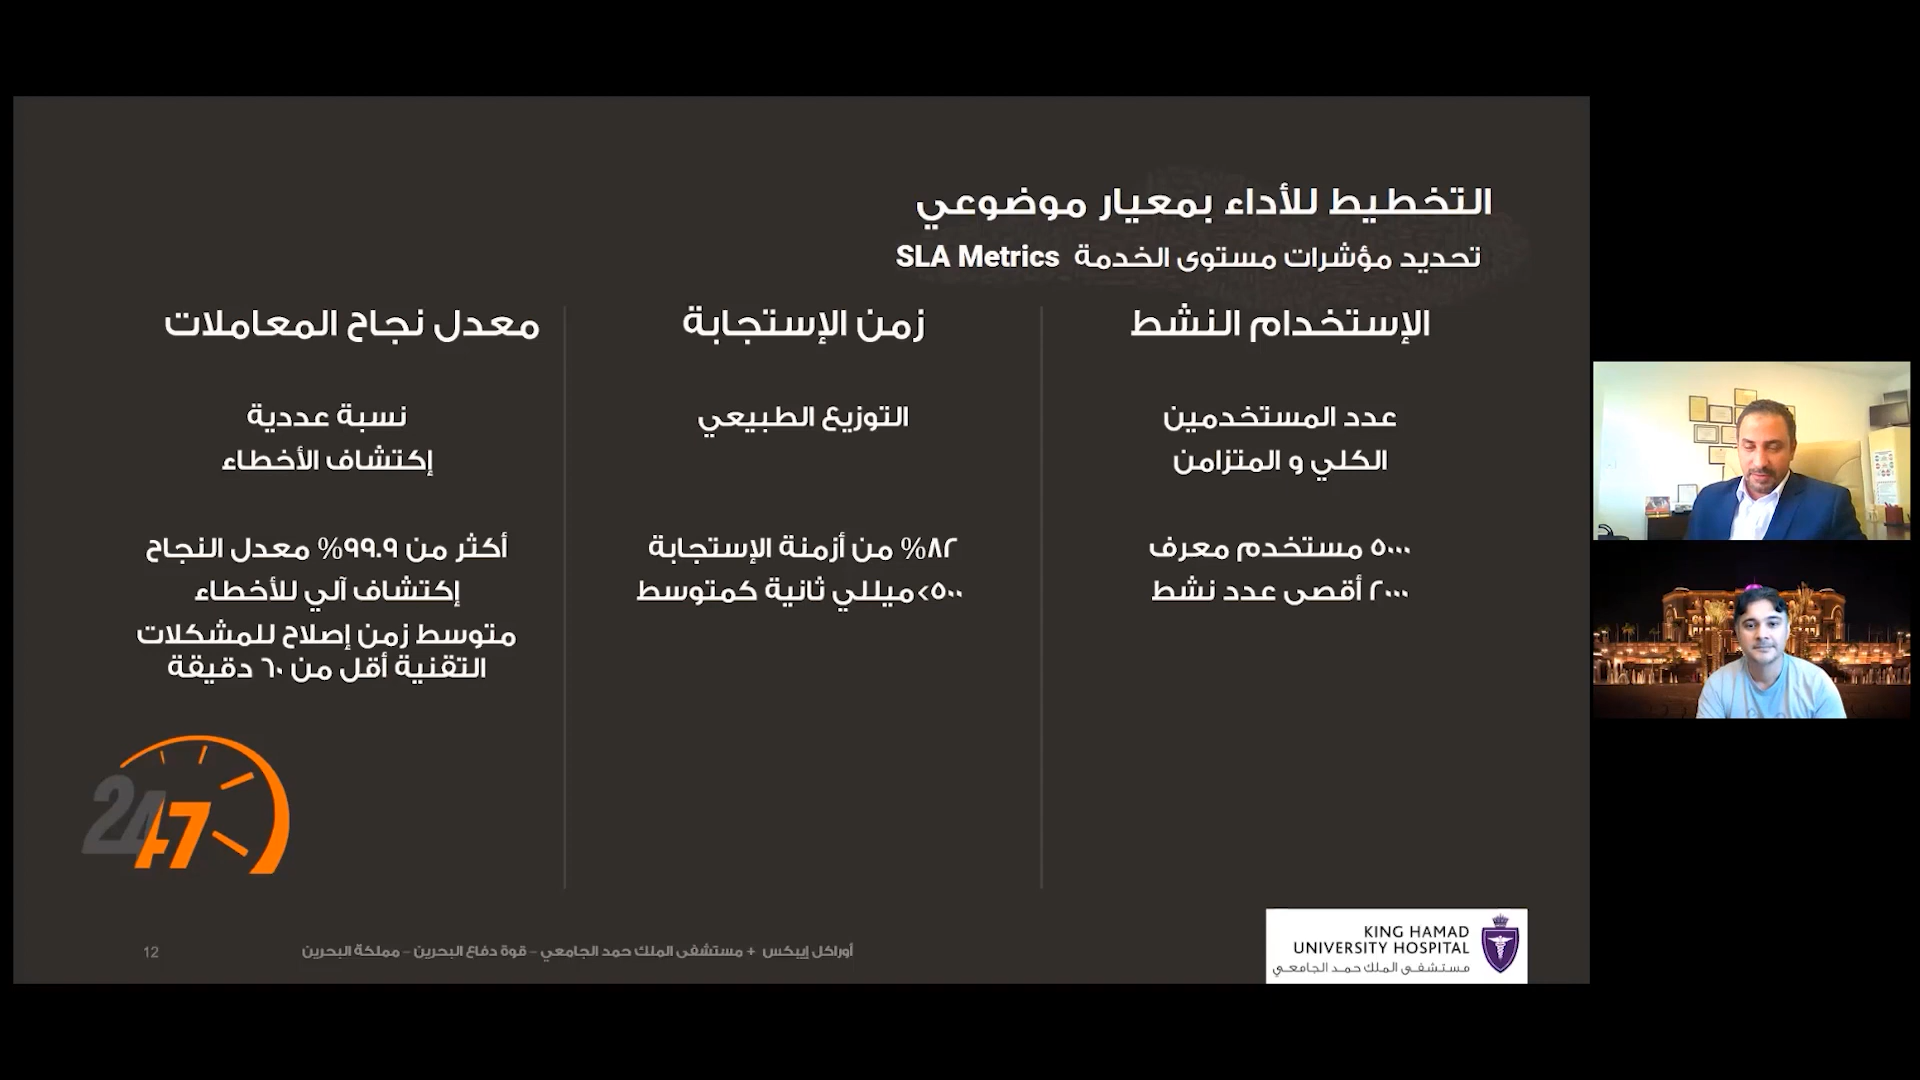 التخطيط للأداء بمعيار موضوعي
تحديد مؤشرات مستوى الخدمة SLA Metrics
الإستخدام النشط
عدد المستخدمين
الكلي و المتزامن
٥٠٠٠ مستخدم معرف
٢٠٠٠ أقصى عدد نشط
زمن الإستجابة
التوزيع الطبيعي
٨٢% من أزمنة الإستجابة
٥٠٠> ميللي ثانية كمتوسط
معدل نجاح المعاملات
نسبة عددية
إكتشاف الأخطاء
أكثر من ٩٩.٩% معدل النجاح
إكتشاف آلي للأخطاء
متوسط زمن إصلاح للمشكلات
التقنية أقل من ٦٠ دقيقة
247
KING HAMAD
UNIVERSITY HOSPITAL
مستشفى الملك حمد الجامعي
أوراكل إيبكس + مستشفى الملك حمد الجامعي – قوة دفاع البحرين – مملكة البحرين
12